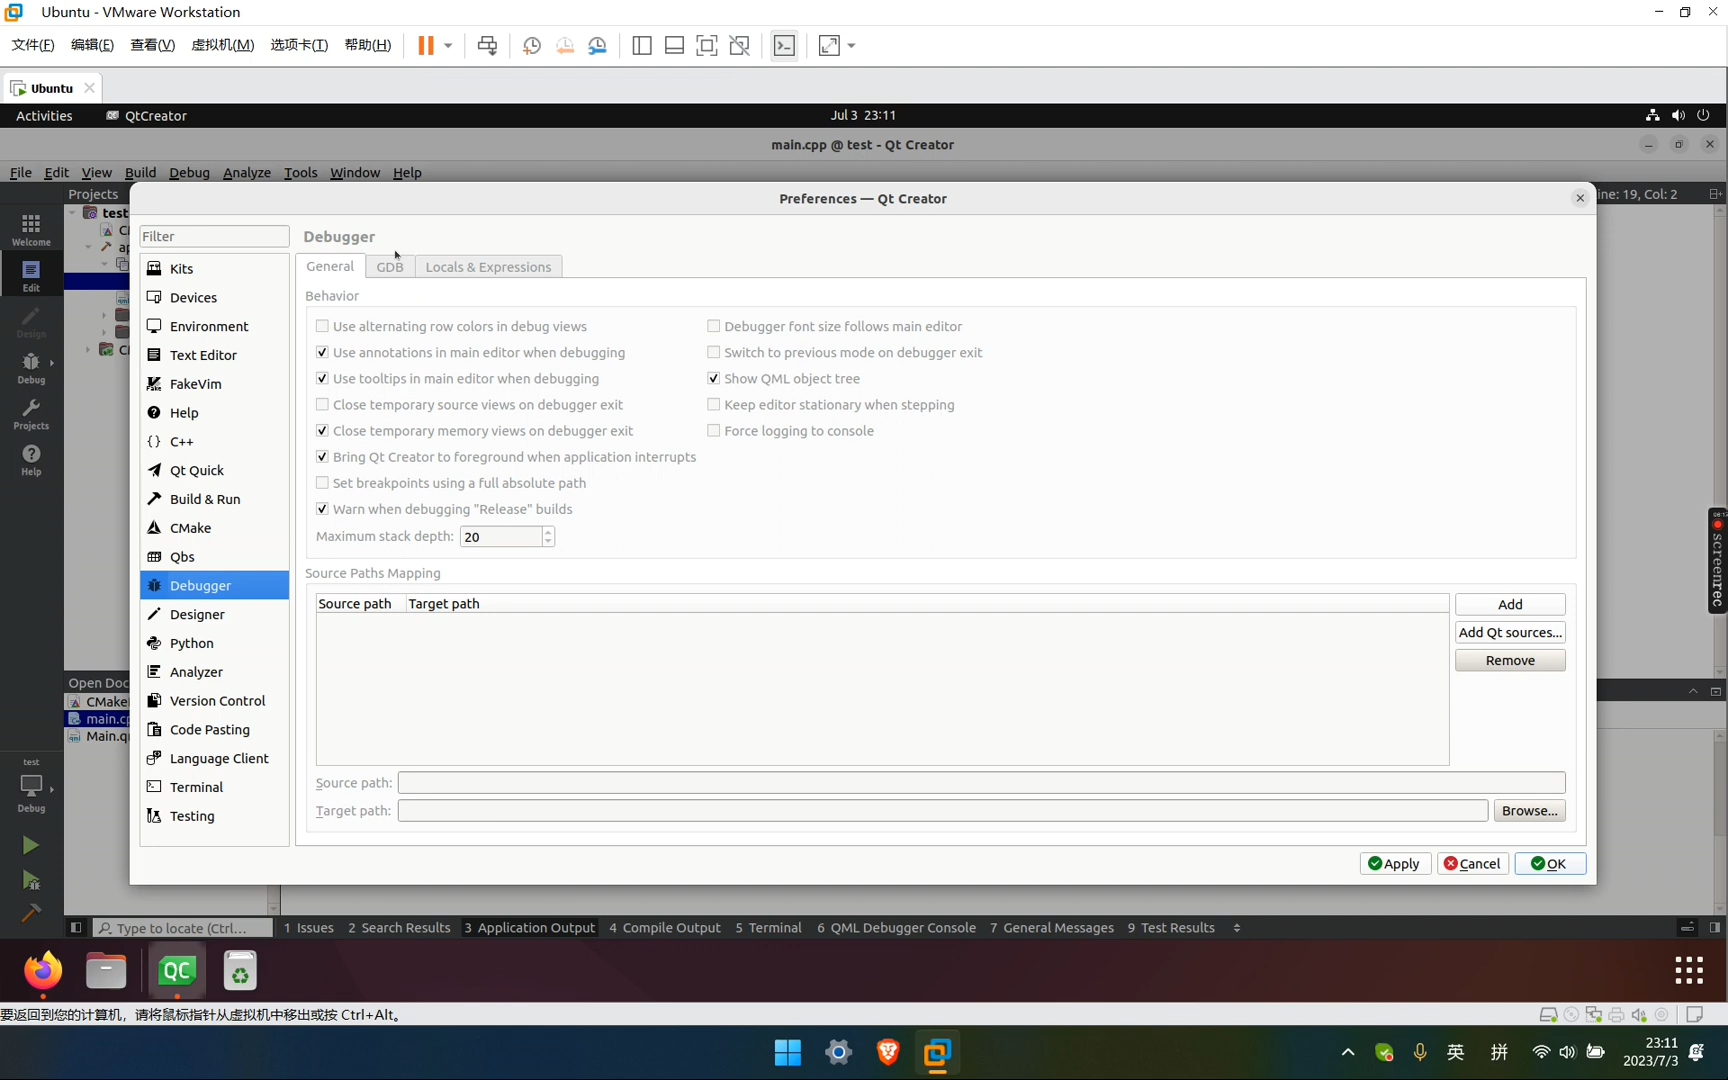 Ubuntu - VMware Workstation
文件(F) 编辑(E) 查看(V) 虚拟机(M) 选项卡(T) 帮助(H)
Ubuntu
Activities QtCreator Jul 3 23:11
main.cpp @ test - Qt Creator
File Edit View Build Debug Analyze Tools Window Help
Projects
Preferences — Qt Creator
ine: 19, Col: 2
test
Filter
Debugger
Welcome
Edit
Design
Debug
Projects
Help
Kits
Devices
Environment
Text Editor
FakeVim
Help
C++
Qt Quick
Build & Run
CMake
Qbs
Debugger
Designer
Python
Analyzer
Version Control
Code Pasting
Language Client
Terminal
Testing
General GDB Locals & Expressions
Behavior
Use alternating row colors in debug views
Use annotations in main editor when debugging
Use tooltips in main editor when debugging
Close temporary source views on debugger exit
Close temporary memory views on debugger exit
Bring Qt Creator to foreground when application interrupts
Set breakpoints using a full absolute path
Warn when debugging "Release" builds
Maximum stack depth: 20
Debugger font size follows main editor
Switch to previous mode on debugger exit
Show QML object tree
Keep editor stationary when stepping
Force logging to console
Source Paths Mapping
Source path Target path
Add
Add Qt sources...
Remove
Source path:
Target path: Browse...
Apply Cancel OK
Open Doc
CMakeL
main.cp
Main.q
test
Debug
screenrec
Type to locate (Ctrl... 1 Issues 2 Search Results 3 Application Output 4 Compile Output 5 Terminal 6 QML Debugger Console 7 General Messages 9 Test Results
QC
要返回到您的计算机，请将鼠标指针从虚拟机中移出或按 Ctrl+Alt。
英 拼 23:11
2023/7/3